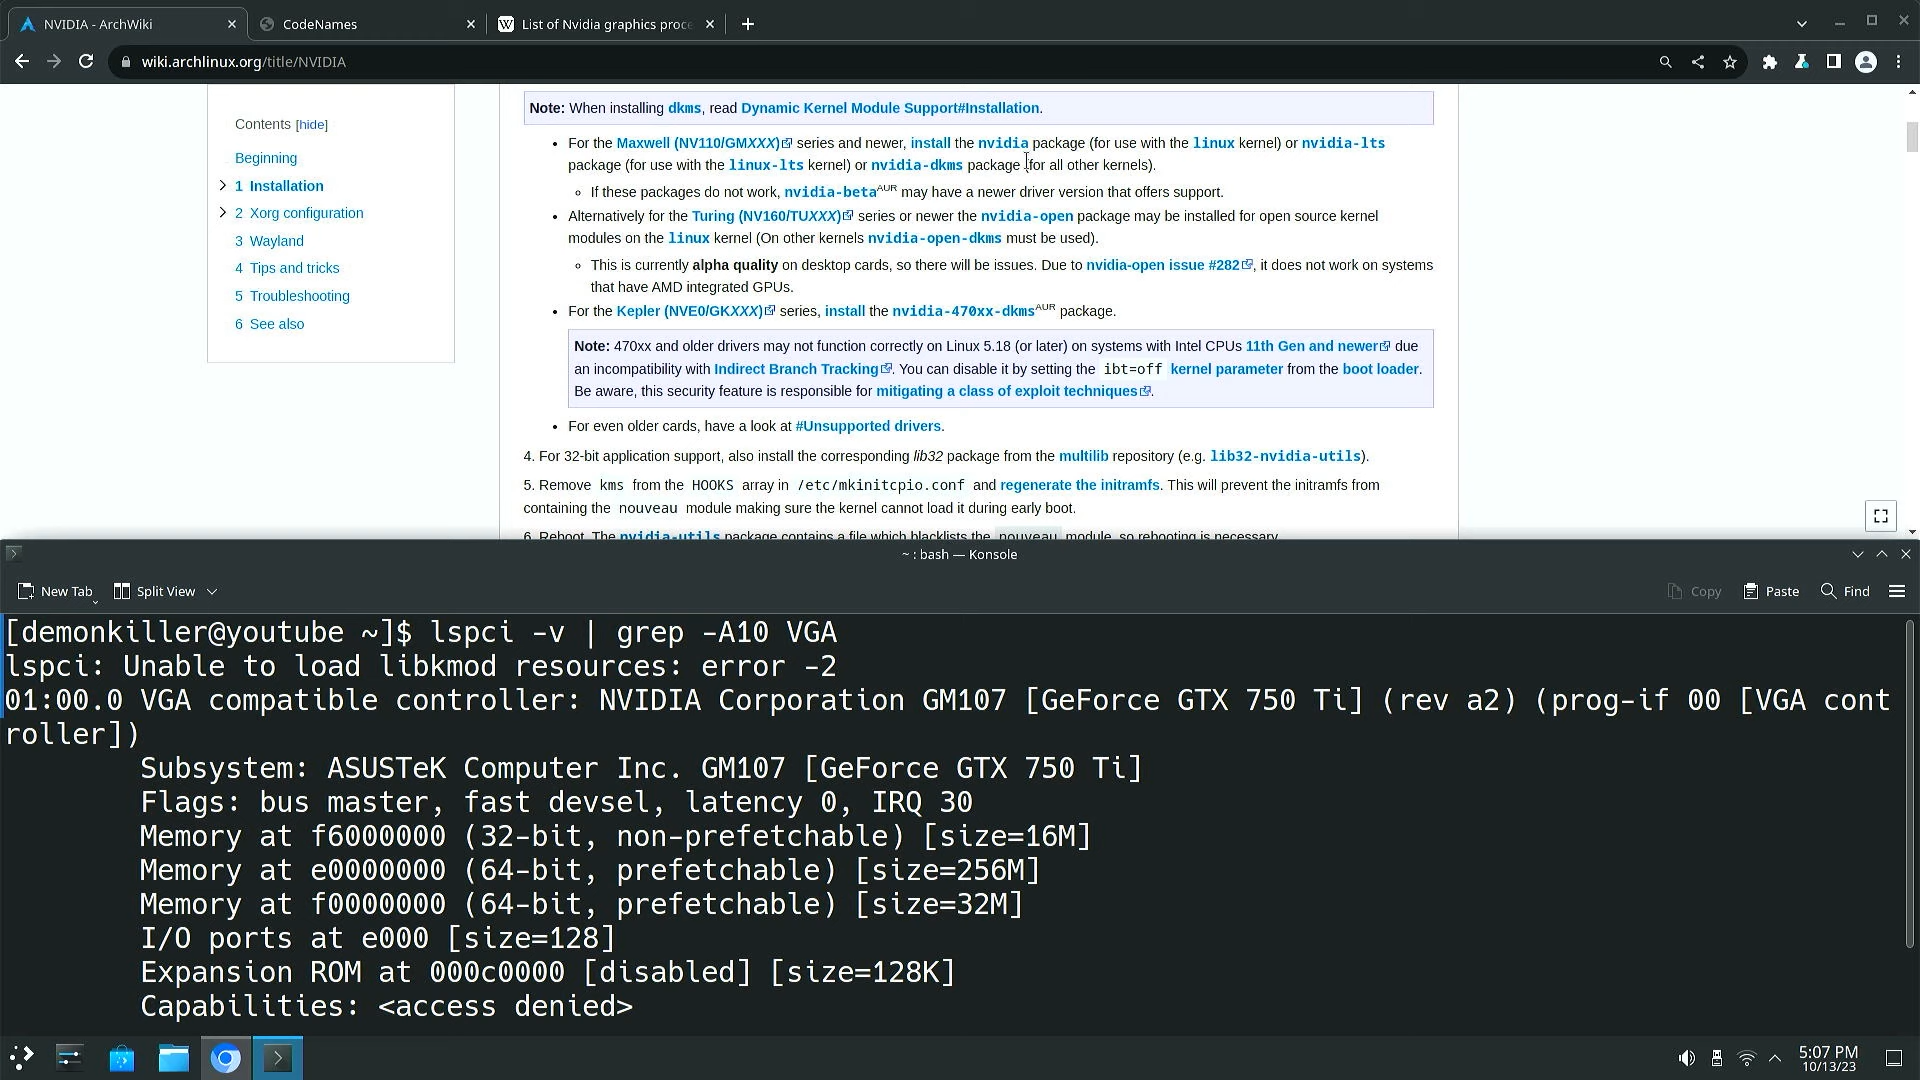 NVIDIA - ArchWiki
CodeNames
List of Nvidia graphics proce
wiki.archlinux.org/title/NVIDIA
Contents [hide]
Beginning
1 Installation
2 Xorg configuration
3 Wayland
4 Tips and tricks
5 Troubleshooting
6 See also
Note: When installing dkms, read Dynamic Kernel Module Support#Installation.
• For the Maxwell (NV110/GMXXX) series and newer, install the nvidia package (for use with the linux kernel) or nvidia-lts
package (for use with the linux-lts kernel) or nvidia-dkms package (for all other kernels).
If these packages do not work, nvidia-betaAUR may have a newer driver version that offers support.
• Alternatively for the Turing (NV160/TUXXX) series or newer the nvidia-open package may be installed for open source kernel
modules on the linux kernel (On other kernels nvidia-open-dkms must be used).
This is currently alpha quality on desktop cards, so there will be issues. Due to nvidia-open issue #282, it does not work on systems
that have AMD integrated GPUs.
• For the Kepler (NVE0/GKXXX) series, install the nvidia-470xx-dkmsAUR package.
Note: 470xx and older drivers may not function correctly on Linux 5.18 (or later) on systems with Intel CPUs 11th Gen and newer due
an incompatibility with Indirect Branch Tracking. You can disable it by setting the ibt=off kernel parameter from the boot loader.
Be aware, this security feature is responsible for mitigating a class of exploit techniques.
• For even older cards, have a look at #Unsupported drivers.
4. For 32-bit application support, also install the corresponding lib32 package from the multilib repository (e.g. lib32-nvidia-utils).
5. Remove kms from the HOOKS array in /etc/mkinitcpio.conf and regenerate the initramfs. This will prevent the initramfs from
containing the nouveau module making sure the kernel cannot load it during early boot.
6. Reboot. The nvidia-utils package contains a file which blacklists the nouveau module, so rebooting is necessary.
~ : bash — Konsole
New Tab
Split View
Copy
Paste
Find
[demonkiller@youtube ~]$ lspci -v | grep -A10 VGA
lspci: Unable to load libkmod resources: error -2
01:00.0 VGA compatible controller: NVIDIA Corporation GM107 [GeForce GTX 750 Ti] (rev a2) (prog-if 00 [VGA cont
roller])
Subsystem: ASUSTeK Computer Inc. GM107 [GeForce GTX 750 Ti]
Flags: bus master, fast devsel, latency 0, IRQ 30
Memory at f6000000 (32-bit, non-prefetchable) [size=16M]
Memory at e0000000 (64-bit, prefetchable) [size=256M]
Memory at f0000000 (64-bit, prefetchable) [size=32M]
I/O ports at e000 [size=128]
Expansion ROM at 000c0000 [disabled] [size=128K]
Capabilities: <access denied>
5:07 PM
10/13/23